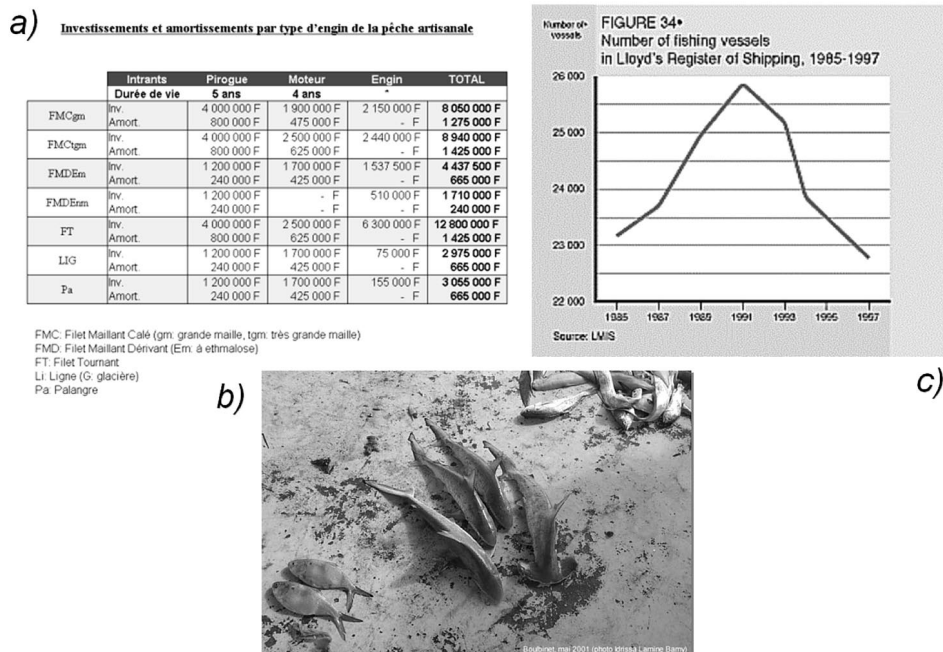 a)
Investissements et amortissements par type d'engin de la pêche artisanale
Intrants Pirogue Moteur Engin TOTAL
Durée de vie 5 ans 4 ans *
FMCgm Inv. 4 000 000 F 1 900 000 F 2 150 000 F 8 050 000 F
Amort. 800 000 F 475 000 F - F 1 275 000 F
FMCtgm Inv. 4 000 000 F 2 500 000 F 2 440 000 F 8 940 000 F
Amort. 800 000 F 625 000 F - F 1 425 000 F
FMDEm Inv. 1 200 000 F 1 700 000 F 1 537 500 F 4 437 500 F
Amort. 240 000 F 425 000 F - F 665 000 F
FMDEnm Inv. 1 200 000 F - F 510 000 F 1 710 000 F
Amort. 240 000 F - F - F 240 000 F
FT Inv. 4 000 000 F 2 500 000 F 6 300 000 F 12 800 000 F
Amort. 800 000 F 625 000 F - F 1 425 000 F
LIG Inv. 1 200 000 F 1 700 000 F 75 000 F 2 975 000 F
Amort. 240 000 F 425 000 F - F 665 000 F
Pa Inv. 1 200 000 F 1 700 000 F 155 000 F 3 055 000 F
Amort. 240 000 F 425 000 F - F 665 000 F
FMC: Filet Maillant Calé (gm: grande maille, tgm: très grande maille)
FMD: Filet Maillant Dérivant (Em: à ethmalose)
FT: Filet Tournant
Li: Ligne (G: glacière)
Pa: Palangre
Number of•
vessels
FIGURE 34•
Number of fishing vessels
in Lloyd's Register of Shipping, 1985-1997
26 000
25 000
24 000
23 000
22 000
1985 1987 1989 1991 1993 1995 1997
Source: LMIS
b)
c)
Boulbinet, mai 2001 (photo Idrissa Lamine Bamy)